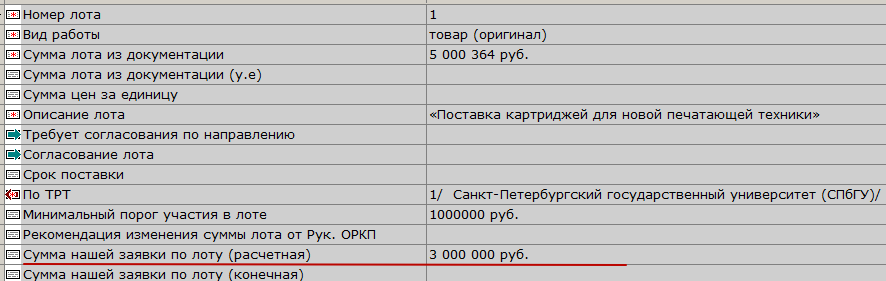 Номер лота 1
Вид работы товар (оригинал)
Сумма лота из документации 5 000 364 руб.
Сумма лота из документации (у.е)
Сумма цен за единицу
Описание лота «Поставка картриджей для новой печатающей техники»
Требует согласования по направлению
Согласование лота
Срок поставки
По ТРТ 1/ Санкт-Петербургский государственный университет (СПбГУ)/
Минимальный порог участия в лоте 1000000 руб.
Рекомендация изменения суммы лота от Рук. ОРКП
Сумма нашей заявки по лоту (расчетная) 3 000 000 руб.
Сумма нашей заявки по лоту (конечная)